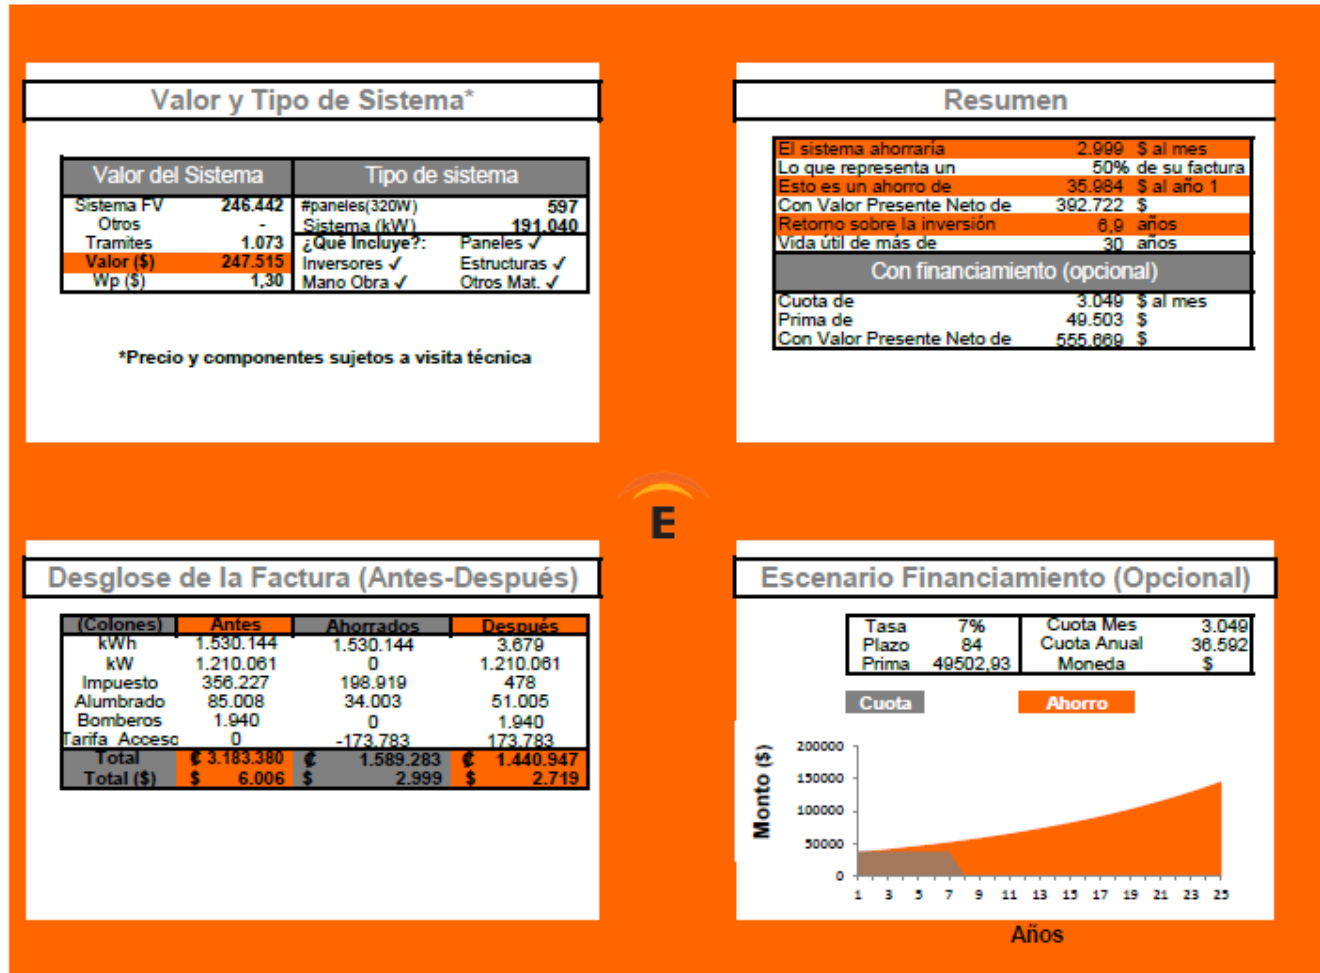 Valor y Tipo de Sistema*
Valor del Sistema Tipo de sistema
Sistema FV 246.442 #paneles(320W) 597
Otros - Sistema (kW) 191,040
Tramites 1.073 ¿Qué Incluye?: Paneles ✓
Valor ($) 247.515 Inversores ✓ Estructuras ✓
Wp ($) 1,30 Mano Obra ✓ Otros Mat. ✓
*Precio y componentes sujetos a visita técnica
Resumen
El sistema ahorraría 2.999 $ al mes
Lo que representa un 50% de su factura
Esto es un ahorro de 35.984 $ al año 1
Con Valor Presente Neto de 392.722 $
Retorno sobre la inversión 6,9 años
Vida útil de más de 30 años
Con financiamiento (opcional)
Cuota de 3.049 $ al mes
Prima de 49.503 $
Con Valor Presente Neto de 555.669 $
E
Desglose de la Factura (Antes-Después)
(Colones) Antes Ahorrados Después
kWh 1.530.144 1.530.144 3.679
kW 1.210.061 0 1.210.061
Impuesto 356.227 198.919 478
Alumbrado 85.008 34.003 51.005
Bomberos 1.940 0 1.940
Tarifa Acceso 0 -173.783 173.783
Total ₡ 3.183.380 ₡ 1.589.283 ₡ 1.440.947
Total ($) $ 6.006 $ 2.999 $ 2.719
Escenario Financiamiento (Opcional)
Tasa 7% Cuota Mes 3.049
Plazo 84 Cuota Anual 36.592
Prima 49502,93 Moneda $
Cuota Ahorro
Monto ($)
200000
150000
100000
50000
0
1 3 5 7 9 11 13 15 17 19 21 23 25
Años